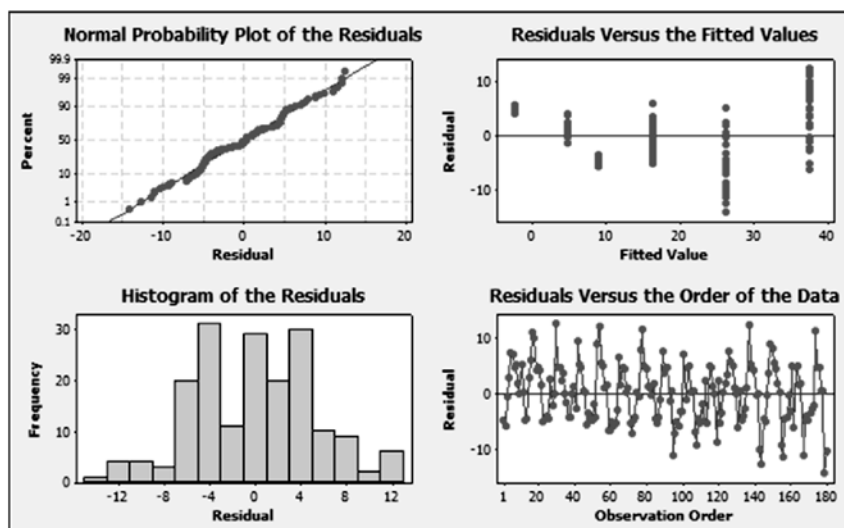 Normal Probability Plot of the Residuals
99.9
99
90
50
10
1
0.1
Percent
-20 -10 0 10 20
Residual
Residuals Versus the Fitted Values
10
0
-10
Residual
0 10 20 30 40
Fitted Value
Histogram of the Residuals
30
20
10
0
Frequency
-12 -8 -4 0 4 8 12
Residual
Residuals Versus the Order of the Data
10
0
-10
Residual
1 20 40 60 80 100 120 140 160 180
Observation Order